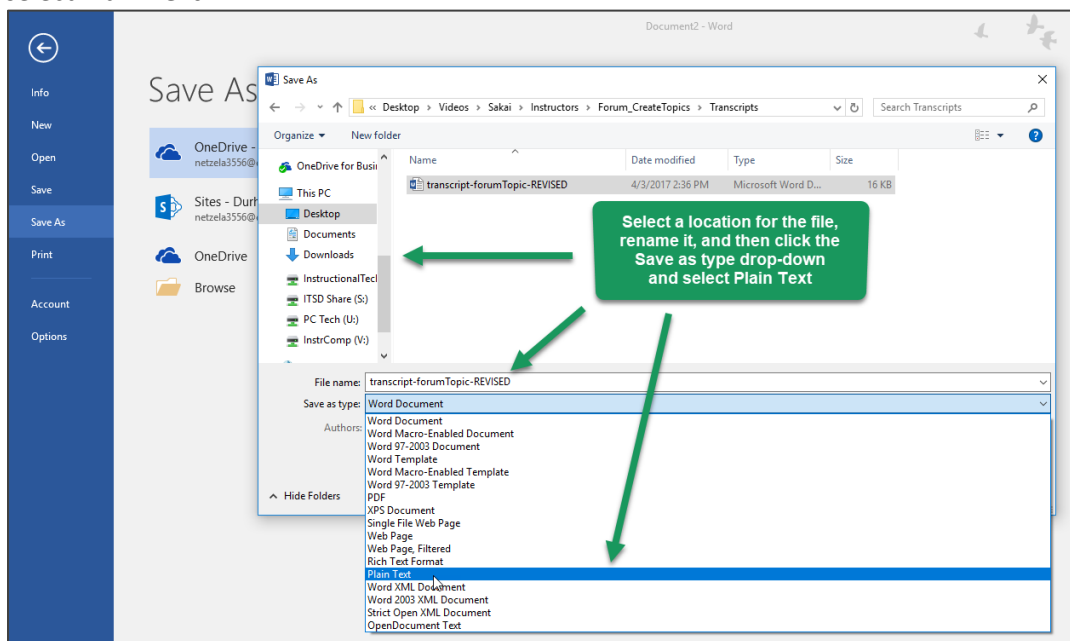 Document2 - Word
Info
New
Open
Save
Save As
Print
Account
Options
Save As
OneDrive -
netzela3556@
Sites - Durh
netzela3556@
OneDrive
Browse
Save As
« Desktop › Videos › Sakai › Instructors › Forum_CreateTopics › Transcripts
Search Transcripts
Organize
New folder
OneDrive for Busin
This PC
Desktop
Documents
Downloads
InstructionalTecl
ITSD Share (S:)
PC Tech (U:)
InstrComp (V:)
Name
Date modified
Type
Size
transcript-forumTopic-REVISED
4/3/2017 2:36 PM
Microsoft Word D...
16 KB
Select a location for the file,
rename it, and then click the
Save as type drop-down
and select Plain Text
File name: transcript-forumTopic-REVISED
Save as type: Word Document
Authors:
Word Document
Word Macro-Enabled Document
Word 97-2003 Document
Word Template
Word Macro-Enabled Template
Word 97-2003 Template
PDF
XPS Document
Single File Web Page
Web Page
Web Page, Filtered
Rich Text Format
Plain Text
Word XML Document
Word 2003 XML Document
Strict Open XML Document
OpenDocument Text
Hide Folders